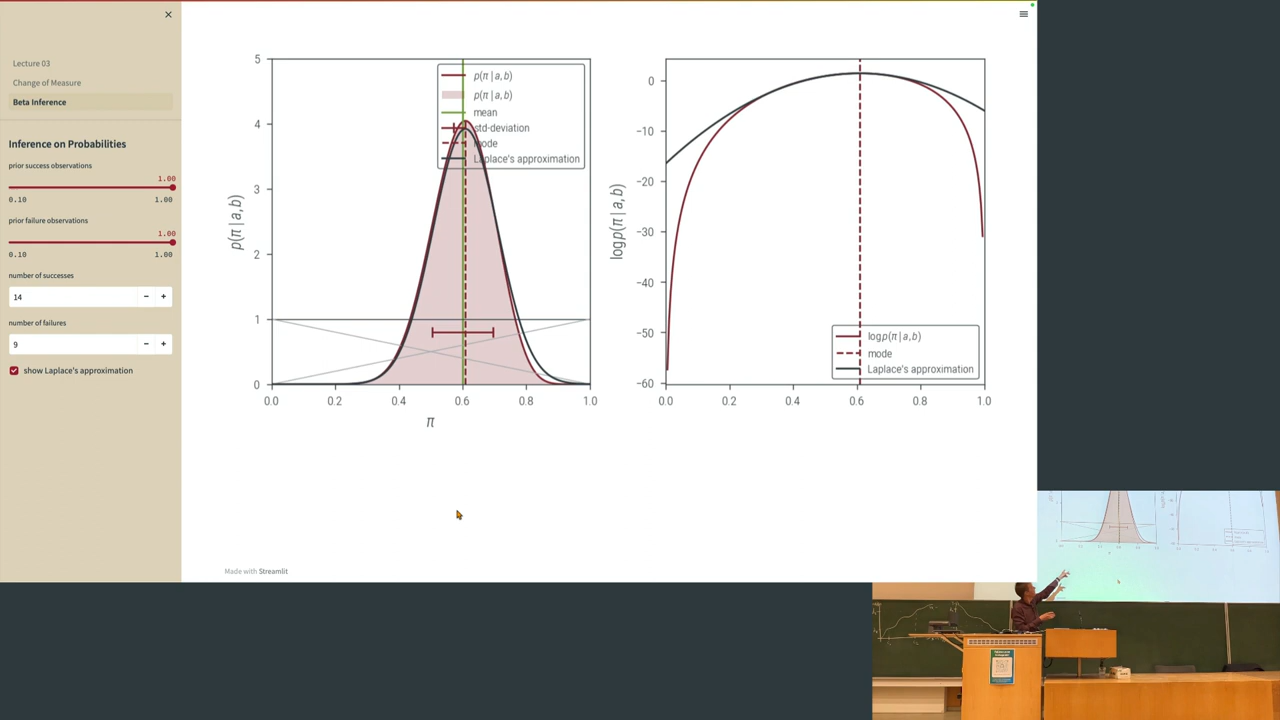 Lecture 03
Change of Measure
Beta Inference
Inference on Probabilities
prior success observations
1.00
0.10 1.00
prior failure observations
1.00
0.10 1.00
number of successes
14 − +
number of failures
9 − +
show Laplace's approximation
p(π | a, b)
5
4
3
2
1
0
0.0 0.2 0.4 0.6 0.8 1.0
π
p(π | a, b)
p(π | a, b)
mean
std-deviation
mode
Laplace's approximation
log p(π | a, b)
0
−10
−20
−30
−40
−50
−60
0.0 0.2 0.4 0.6 0.8 1.0
log p(π | a, b)
mode
Laplace's approximation
Made with Streamlit